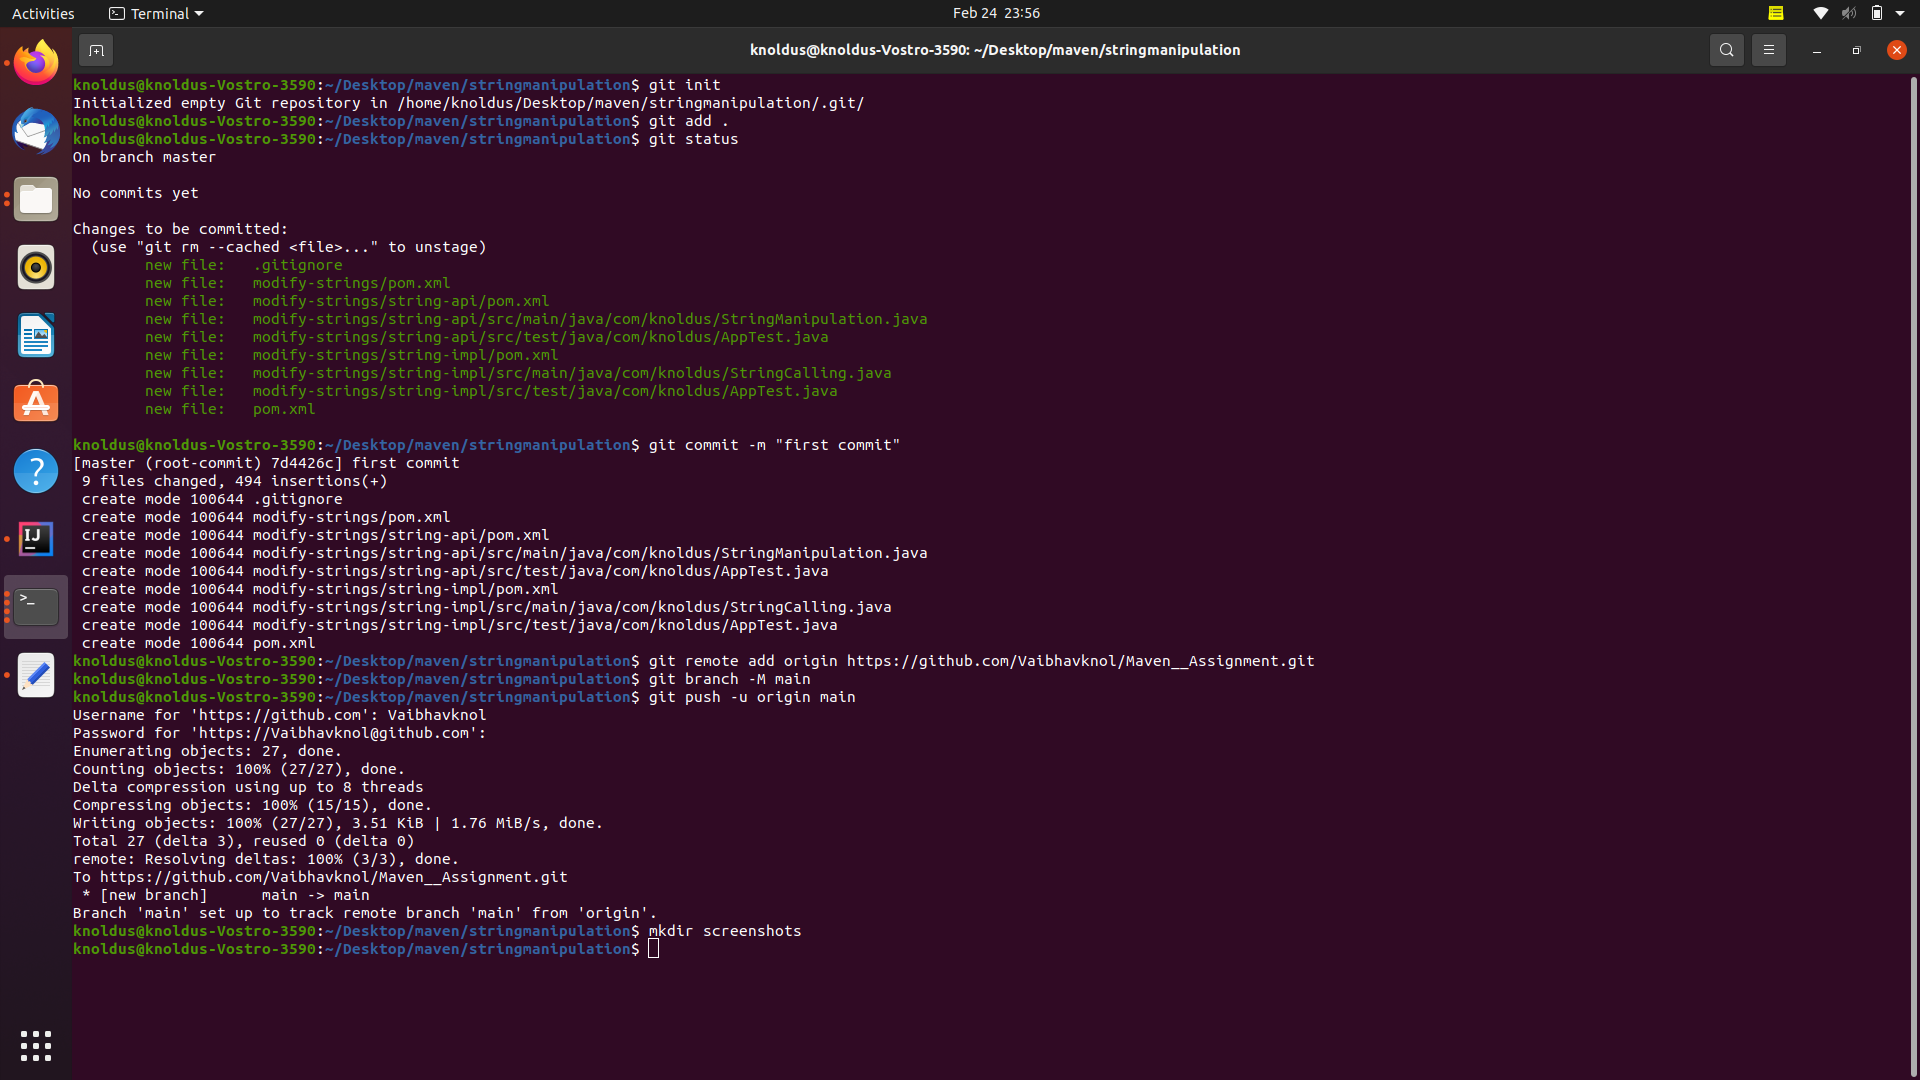 Activities
Terminal
Feb 24 23:56
knoldus@knoldus-Vostro-3590: ~/Desktop/maven/stringmanipulation
knoldus@knoldus-Vostro-3590:~/Desktop/maven/stringmanipulation$ git init
Initialized empty Git repository in /home/knoldus/Desktop/maven/stringmanipulation/.git/
knoldus@knoldus-Vostro-3590:~/Desktop/maven/stringmanipulation$ git add .
knoldus@knoldus-Vostro-3590:~/Desktop/maven/stringmanipulation$ git status
On branch master

No commits yet

Changes to be committed:
  (use "git rm --cached <file>..." to unstage)
        new file:   .gitignore
        new file:   modify-strings/pom.xml
        new file:   modify-strings/string-api/pom.xml
        new file:   modify-strings/string-api/src/main/java/com/knoldus/StringManipulation.java
        new file:   modify-strings/string-api/src/test/java/com/knoldus/AppTest.java
        new file:   modify-strings/string-impl/pom.xml
        new file:   modify-strings/string-impl/src/main/java/com/knoldus/StringCalling.java
        new file:   modify-strings/string-impl/src/test/java/com/knoldus/AppTest.java
        new file:   pom.xml

knoldus@knoldus-Vostro-3590:~/Desktop/maven/stringmanipulation$ git commit -m "first commit"
[master (root-commit) 7d4426c] first commit
 9 files changed, 494 insertions(+)
 create mode 100644 .gitignore
 create mode 100644 modify-strings/pom.xml
 create mode 100644 modify-strings/string-api/pom.xml
 create mode 100644 modify-strings/string-api/src/main/java/com/knoldus/StringManipulation.java
 create mode 100644 modify-strings/string-api/src/test/java/com/knoldus/AppTest.java
 create mode 100644 modify-strings/string-impl/pom.xml
 create mode 100644 modify-strings/string-impl/src/main/java/com/knoldus/StringCalling.java
 create mode 100644 modify-strings/string-impl/src/test/java/com/knoldus/AppTest.java
 create mode 100644 pom.xml
knoldus@knoldus-Vostro-3590:~/Desktop/maven/stringmanipulation$ git remote add origin https://github.com/Vaibhavknol/Maven__Assignment.git
knoldus@knoldus-Vostro-3590:~/Desktop/maven/stringmanipulation$ git branch -M main
knoldus@knoldus-Vostro-3590:~/Desktop/maven/stringmanipulation$ git push -u origin main
Username for 'https://github.com': Vaibhavknol
Password for 'https://Vaibhavknol@github.com':
Enumerating objects: 27, done.
Counting objects: 100% (27/27), done.
Delta compression using up to 8 threads
Compressing objects: 100% (15/15), done.
Writing objects: 100% (27/27), 3.51 KiB | 1.76 MiB/s, done.
Total 27 (delta 3), reused 0 (delta 0)
remote: Resolving deltas: 100% (3/3), done.
To https://github.com/Vaibhavknol/Maven__Assignment.git
 * [new branch]      main -> main
Branch 'main' set up to track remote branch 'main' from 'origin'.
knoldus@knoldus-Vostro-3590:~/Desktop/maven/stringmanipulation$ mkdir screenshots
knoldus@knoldus-Vostro-3590:~/Desktop/maven/stringmanipulation$